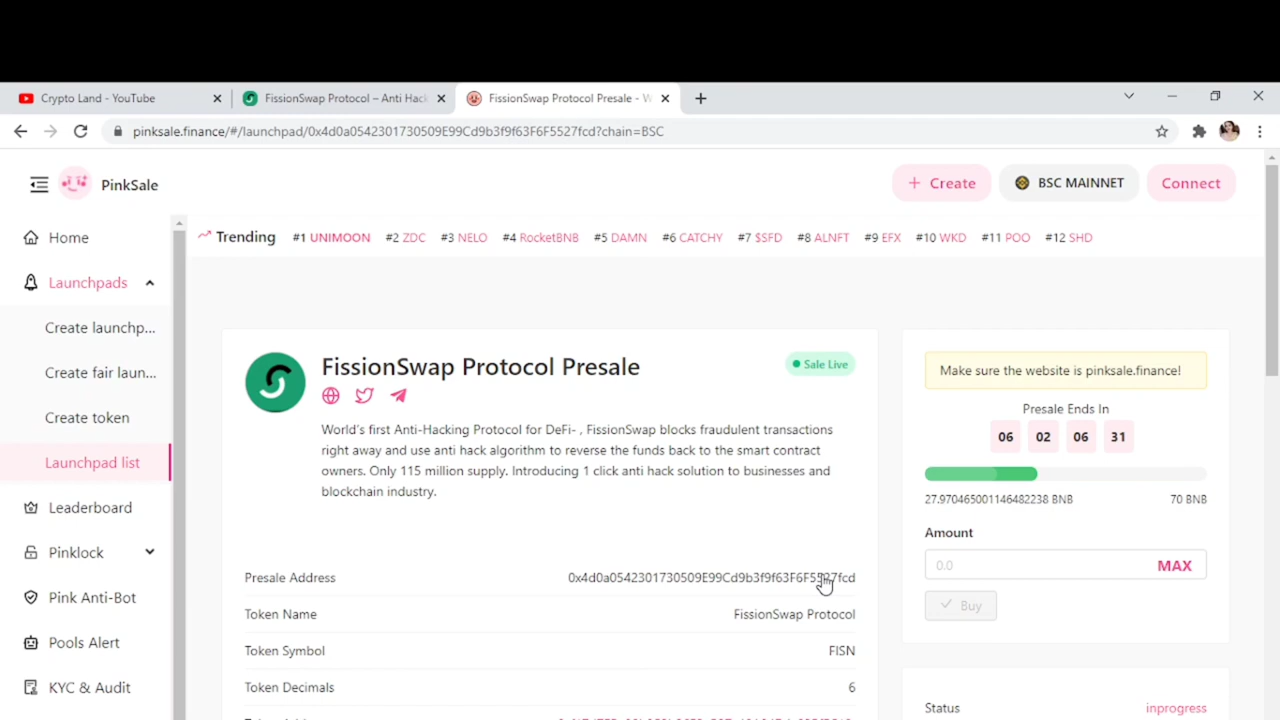 Crypto Land - YouTube
FissionSwap Protocol – Anti Hack
FissionSwap Protocol Presale - W
pinksale.finance/#/launchpad/0x4d0a0542301730509E99Cd9b3f9f63F6F5527fcd?chain=BSC
PinkSale
+ Create
BSC MAINNET
Connect
Home
Trending
#1 UNIMOON #2 ZDC #3 NELO #4 RocketBNB #5 DAMN #6 CATCHY #7 $SFD #8 ALNFT #9 EFX #10 WKD #11 POO #12 SHD
Launchpads
Create launchp...
Create fair laun...
Create token
Launchpad list
Leaderboard
Pinklock
Pink Anti-Bot
Pools Alert
KYC & Audit
FissionSwap Protocol Presale
Sale Live
World's first Anti-Hacking Protocol for DeFi- , FissionSwap blocks fraudulent transactions
right away and use anti hack algorithm to reverse the funds back to the smart contract
owners. Only 115 million supply. Introducing 1 click anti hack solution to businesses and
blockchain industry.
Presale Address 0x4d0a0542301730509E99Cd9b3f9f63F6F5527fcd
Token Name FissionSwap Protocol
Token Symbol FISN
Token Decimals 6
Make sure the website is pinksale.finance!
Presale Ends In
06 02 06 31
27.970465001146482238 BNB 70 BNB
Amount
0.0 MAX
Buy
Status inprogress